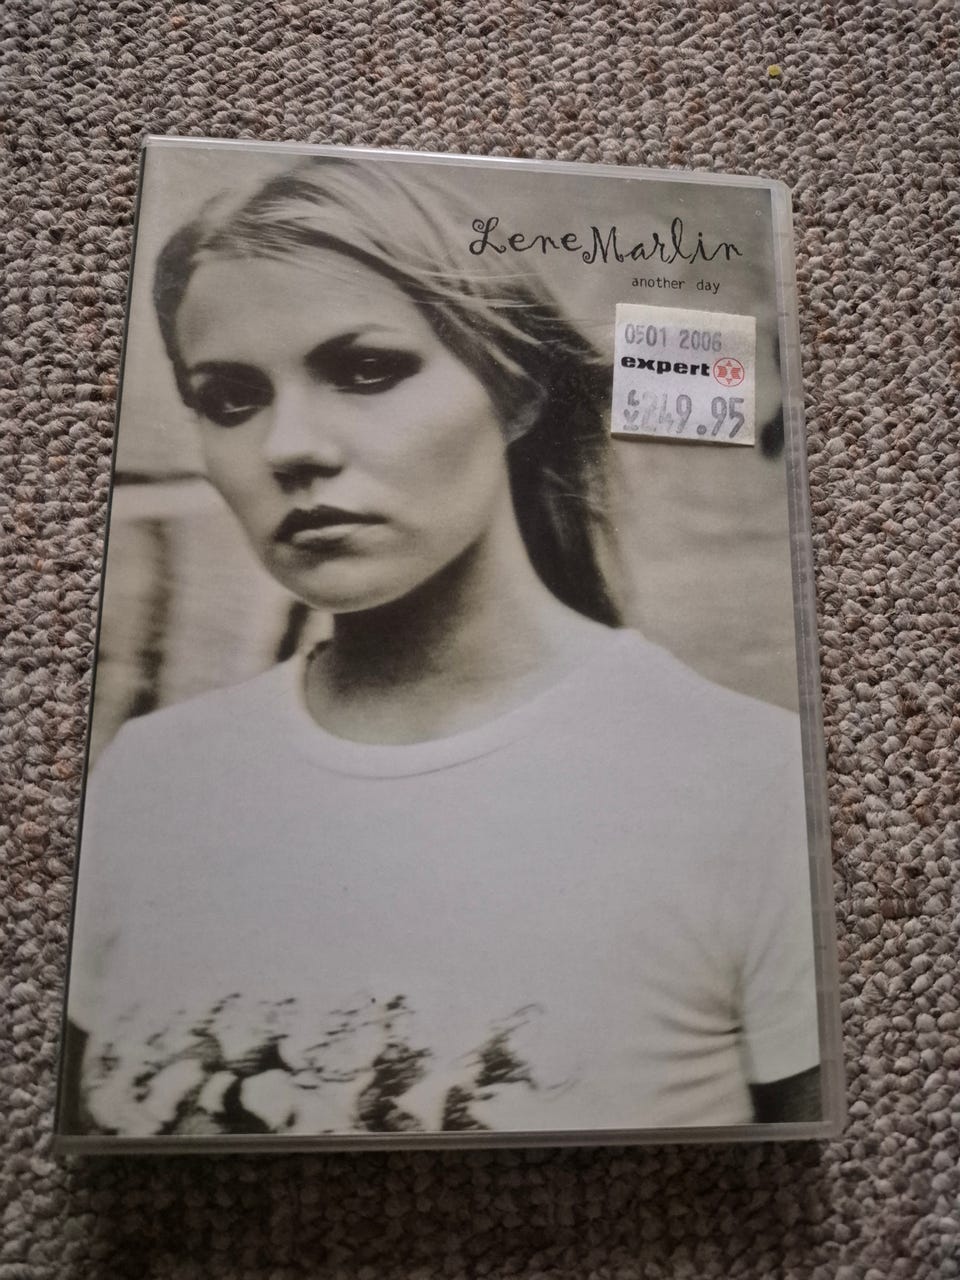 Lene Marlin
another day
0501 2006
expert
249.95